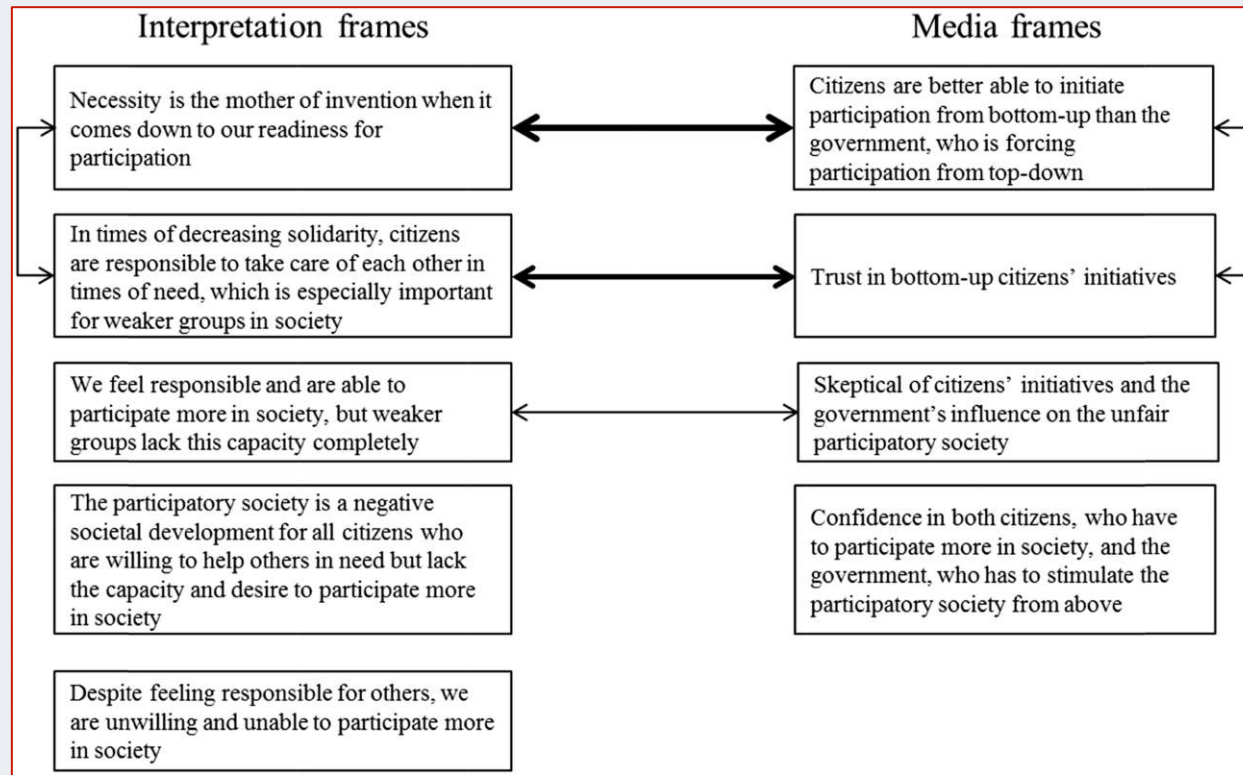 Interpretation frames
Media frames
Necessity is the mother of invention when it
comes down to our readiness for
participation
Citizens are better able to initiate
participation from bottom-up than the
government, who is forcing
participation from top-down
In times of decreasing solidarity, citizens
are responsible to take care of each other in
times of need, which is especially important
for weaker groups in society
Trust in bottom-up citizens’ initiatives
We feel responsible and are able to
participate more in society, but weaker
groups lack this capacity completely
Skeptical of citizens’ initiatives and the
government’s influence on the unfair
participatory society
The participatory society is a negative
societal development for all citizens who
are willing to help others in need but lack
the capacity and desire to participate more
in society
Confidence in both citizens, who have
to participate more in society, and the
government, who has to stimulate the
participatory society from above
Despite feeling responsible for others, we
are unwilling and unable to participate more
in society